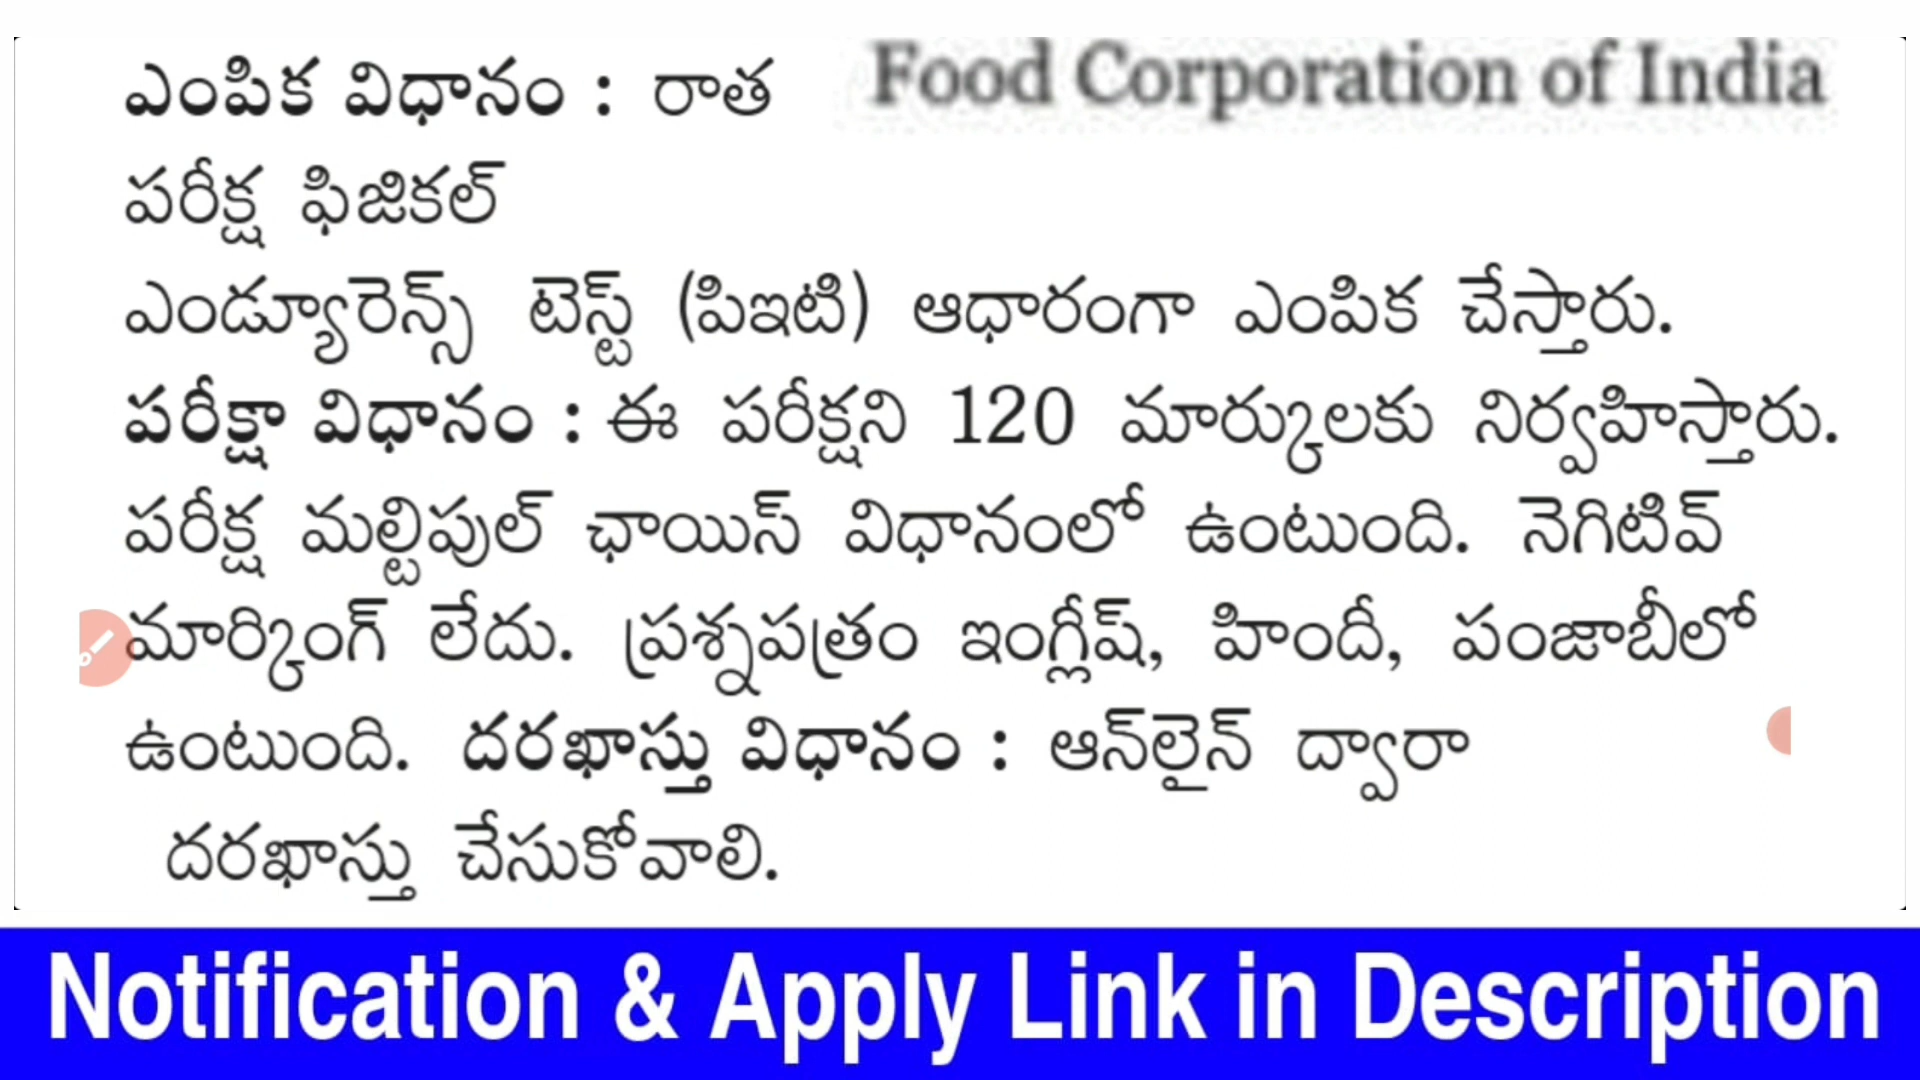 ఎంపిక విధానం : రాత Food Corporation of India
పరీక్ష ఫిజికల్
ఎండ్యూరెన్స్ టెస్ట్ (పిఇటి) ఆధారంగా ఎంపిక చేస్తారు.
పరీక్షా విధానం : ఈ పరీక్షని 120 మార్కులకు నిర్వహిస్తారు.
పరీక్ష మల్టిపుల్ ఛాయిస్ విధానంలో ఉంటుంది. నెగిటివ్
మార్కింగ్ లేదు. ప్రశ్నపత్రం ఇంగ్లీష్, హిందీ, పంజాబీలో
ఉంటుంది. దరఖాస్తు విధానం : ఆన్‌లైన్ ద్వారా
దరఖాస్తు చేసుకోవాలి.
Notification & Apply Link in Description